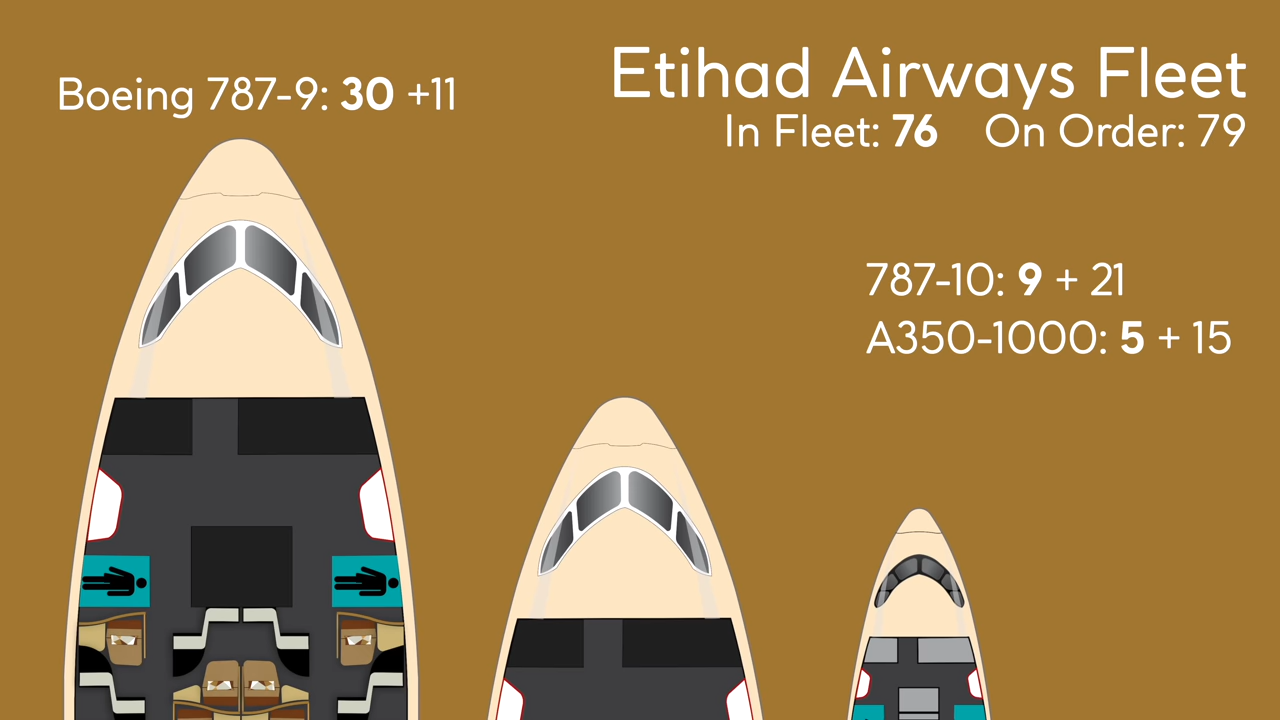 Etihad Airways Fleet
In Fleet: 76 On Order: 79
Boeing 787-9: 30 +11
787-10: 9 + 21
A350-1000: 5 + 15